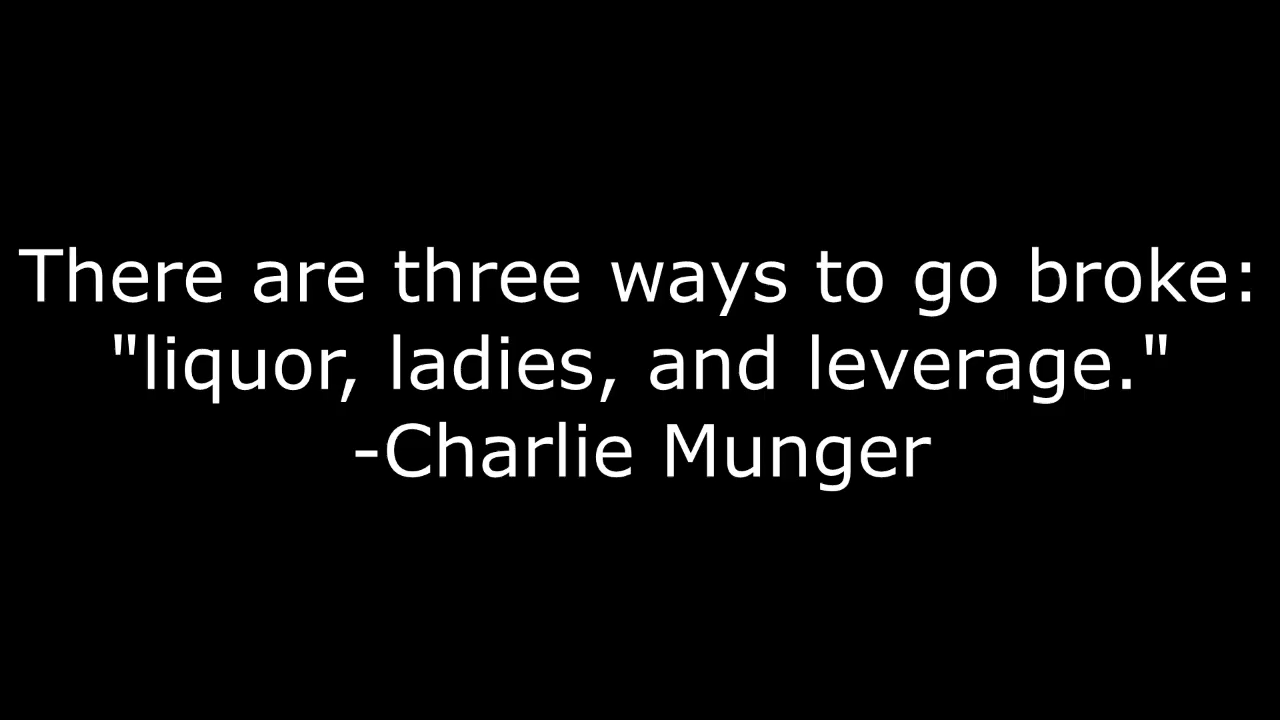 There are three ways to go broke:
"liquor, ladies, and leverage."
-Charlie Munger